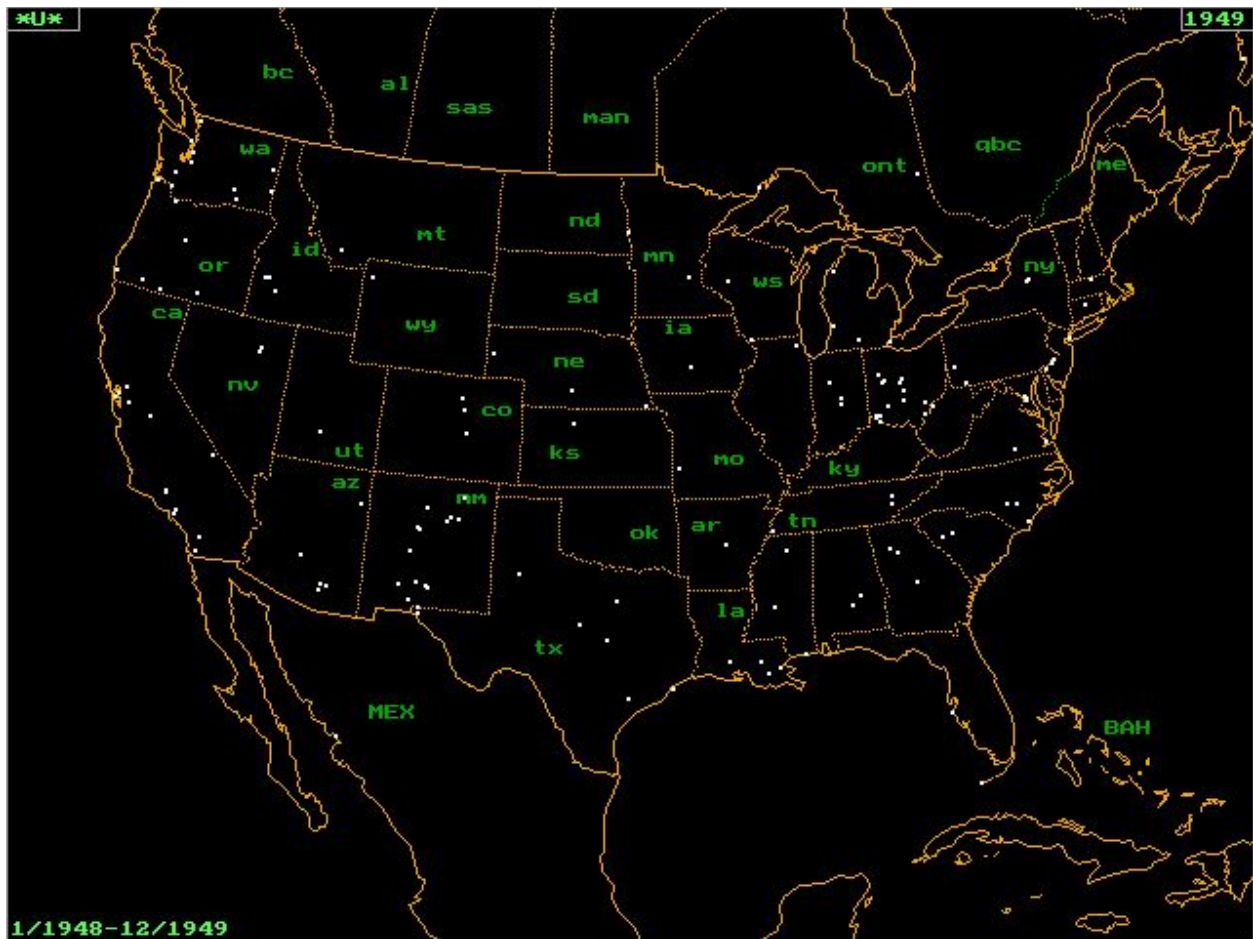 *U*
1949
bc
al
sas
man
ont
qbc
me
wa
mt
nd
mn
id
or
ws
ny
sd
ca
wy
ia
ne
nv
co
ut
ks
mo
ky
az
nm
ok
ar
tn
la
tx
MEX
BAH
1/1948-12/1949